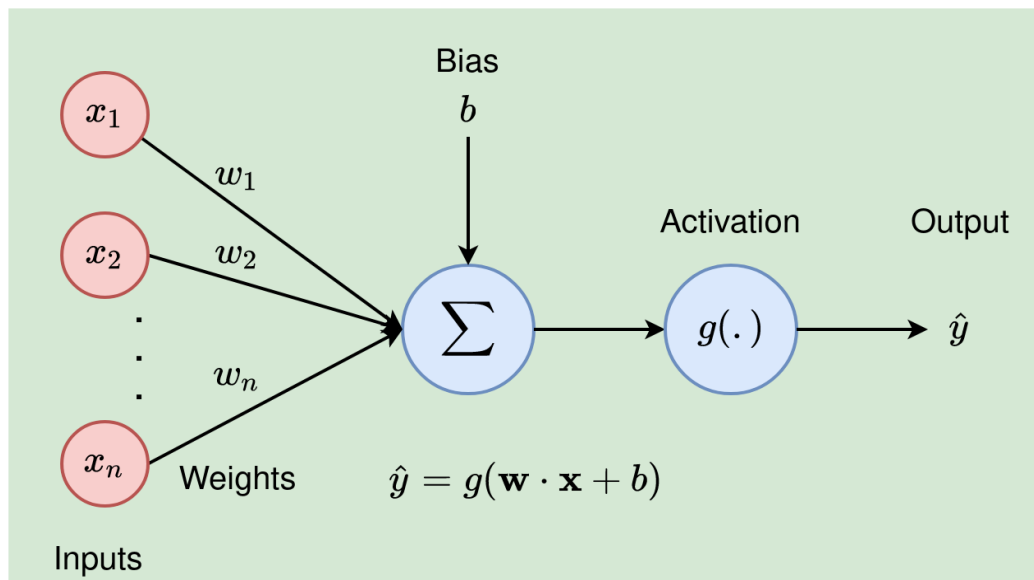 Bias
b
x₁
w₁
Activation
Output
x₂
w₂
∑
g(.)
ŷ
.
.
.
wₙ
xₙ
Weights
ŷ = g(𝐰 · 𝐱 + b)
Inputs